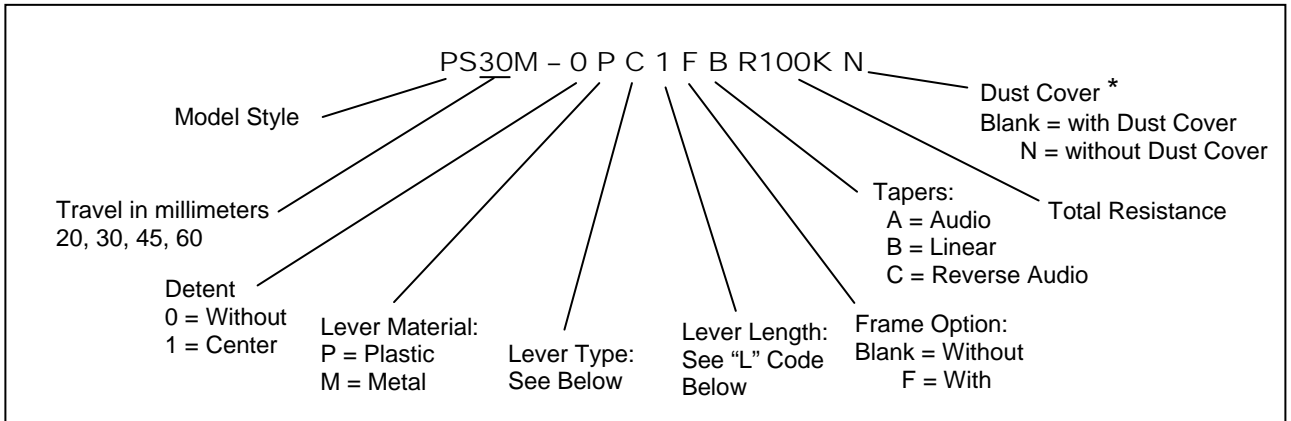 PS30M – 0 P C 1 F B R100K N
Model Style
Dust Cover *
Blank = with Dust Cover
N = without Dust Cover
Travel in millimeters
20, 30, 45, 60
Tapers:
A = Audio
B = Linear
C = Reverse Audio
Total Resistance
Detent
0 = Without
1 = Center
Lever Material:
P = Plastic
M = Metal
Lever Type:
See Below
Lever Length:
See “L” Code
Below
Frame Option:
Blank = Without
F = With